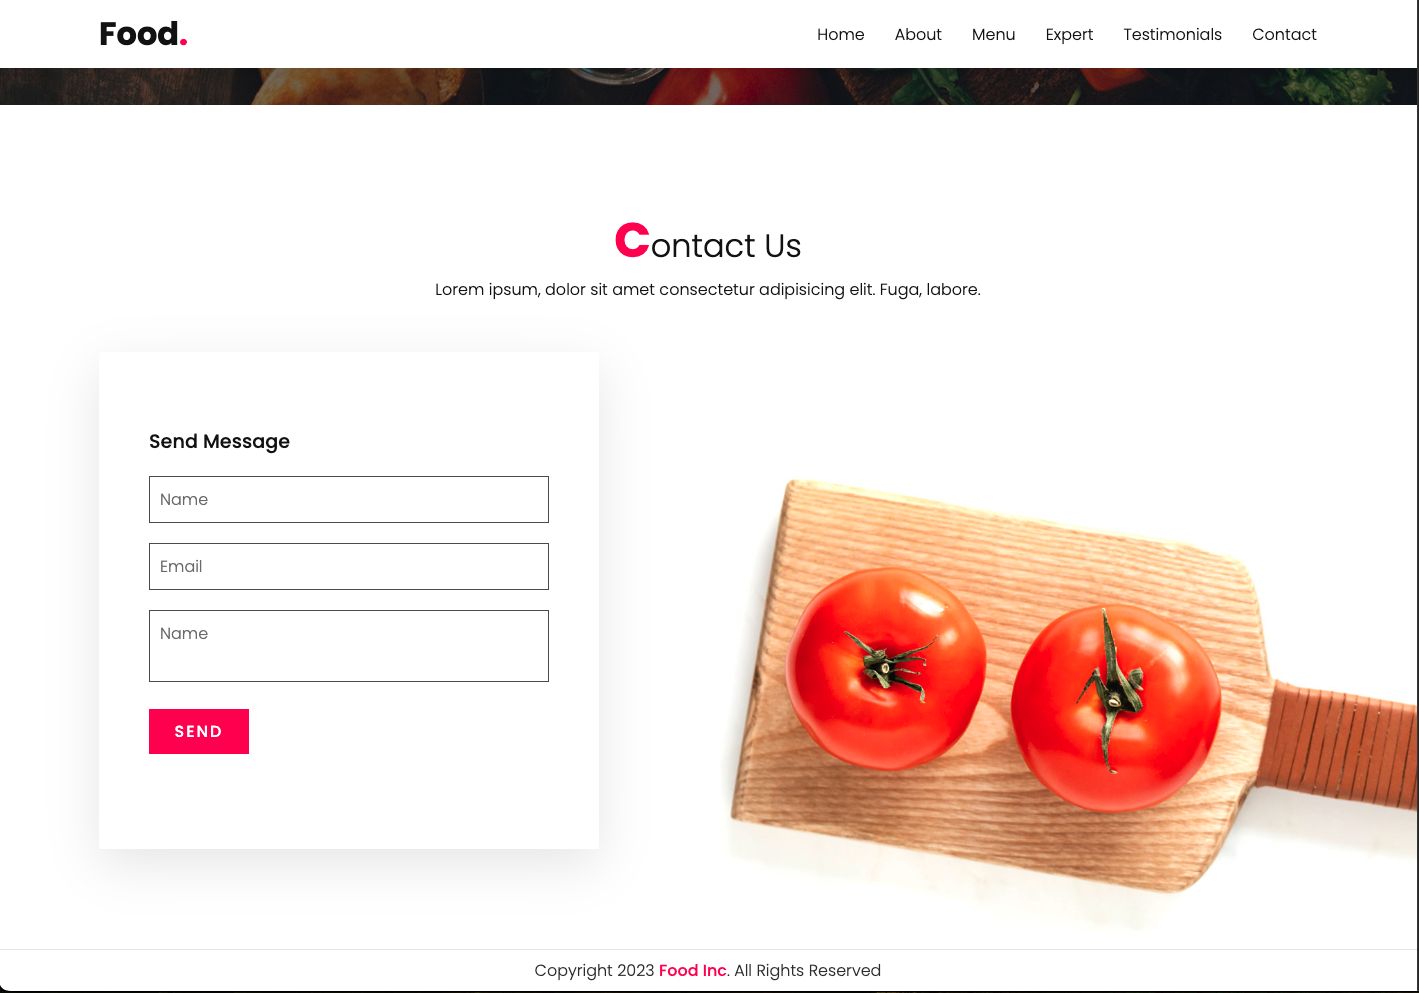 Food.
Home About Menu Expert Testimonials Contact
Contact Us
Lorem ipsum, dolor sit amet consectetur adipisicing elit. Fuga, labore.
Send Message
Name
Email
Name
SEND
Copyright 2023 Food Inc. All Rights Reserved